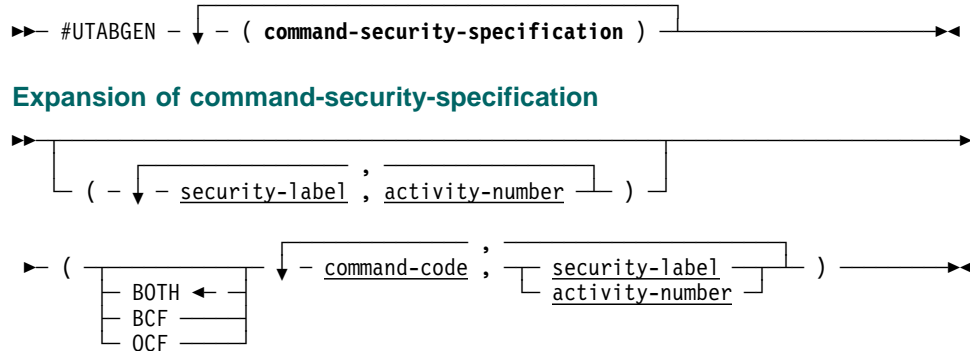 #UTABGEN ( command-security-specification )
Expansion of command-security-specification
,
( security-label , activity-number )
,
( command-code , security-label )
BOTH activity-number
BCF
OCF